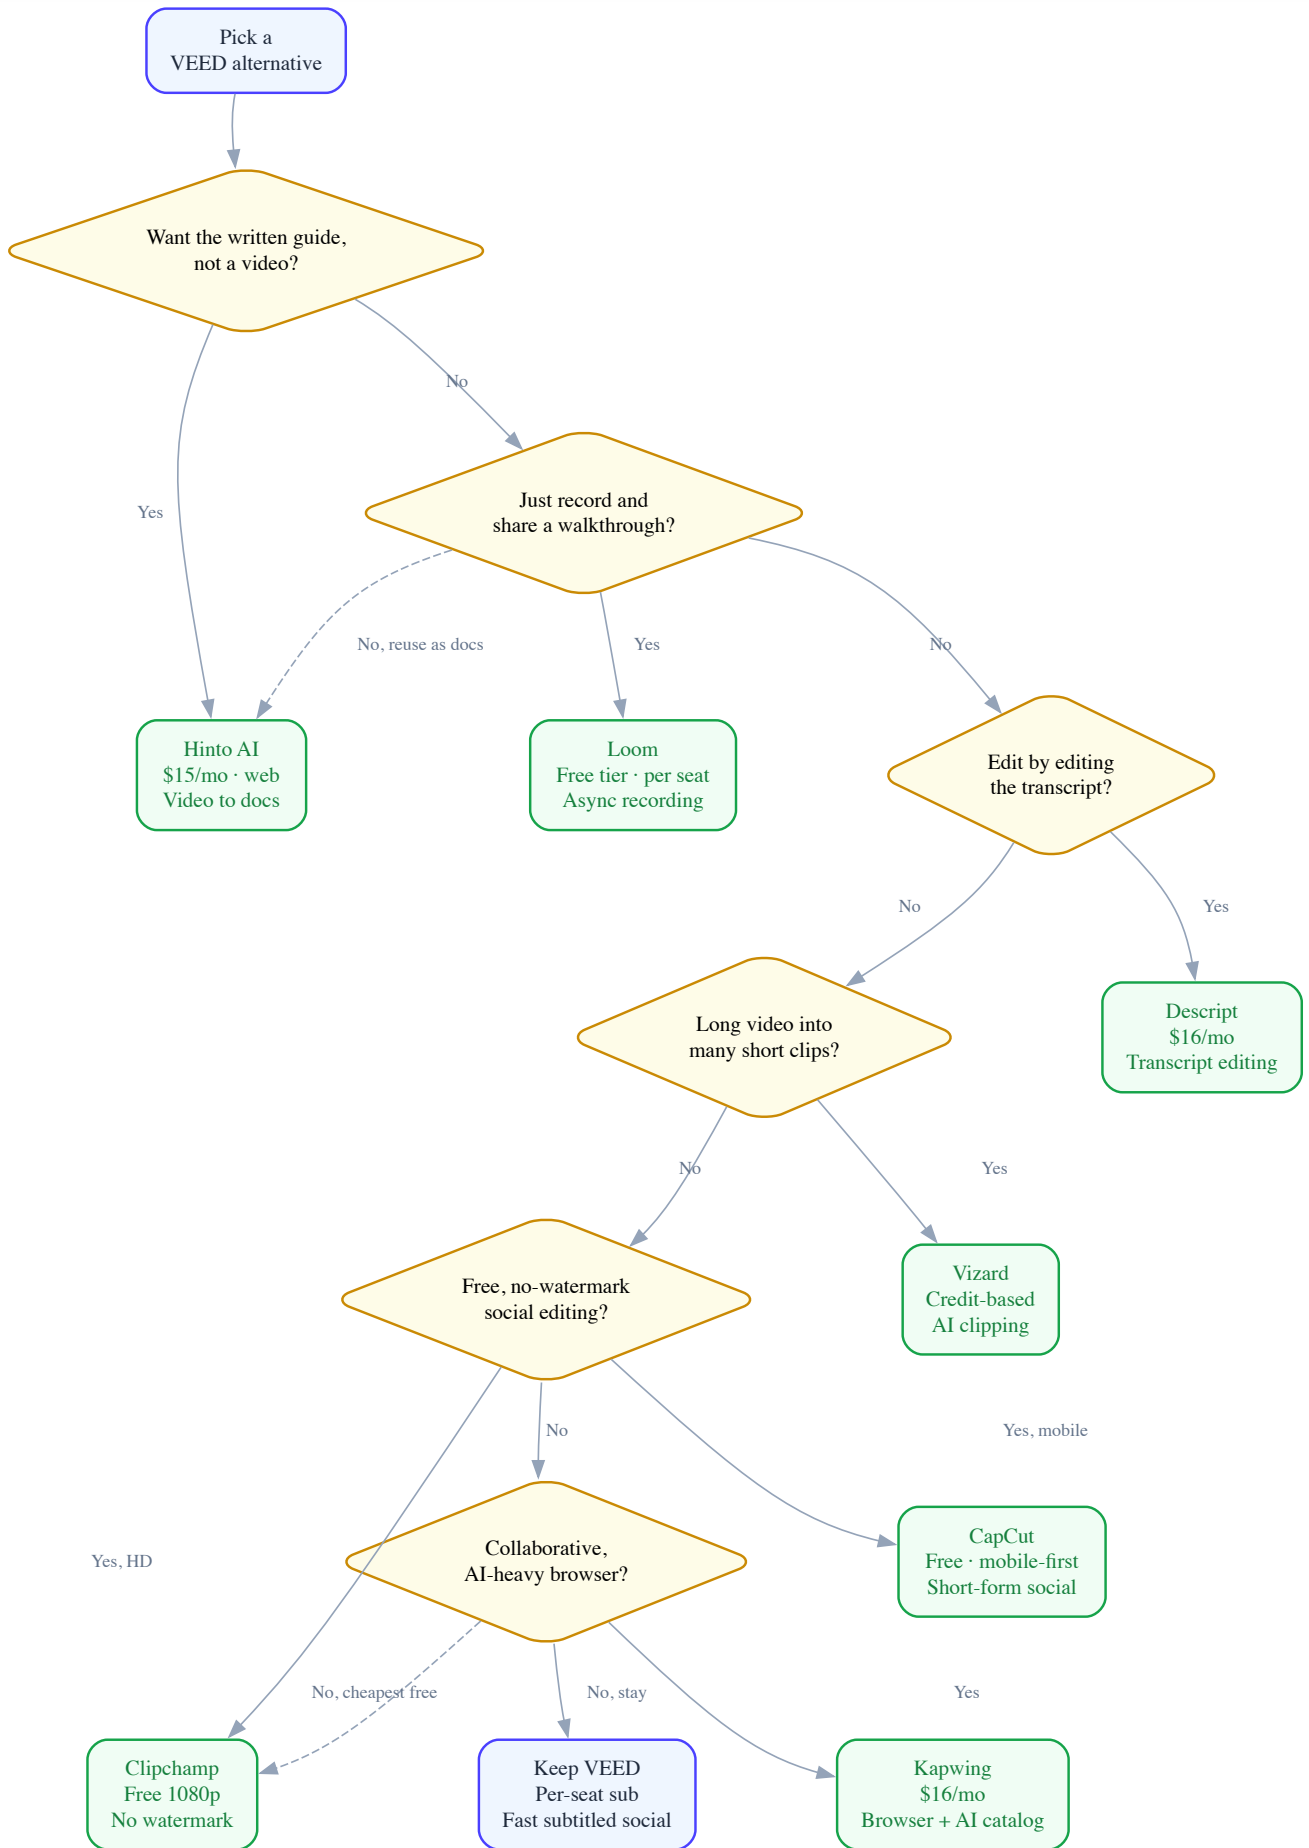 Pick a
VEED alternative
Want the written guide,
not a video?
No
Just record and
share a walkthrough?
Yes
No, reuse as docs
Yes
No
Hinto AI
$15/mo · web
Video to docs
Loom
Free tier · per seat
Async recording
Edit by editing
the transcript?
No
Yes
Long video into
many short clips?
Descript
$16/mo
Transcript editing
No
Yes
Free, no-watermark
social editing?
Vizard
Credit-based
AI clipping
No
Yes, mobile
Yes, HD
Collaborative,
AI-heavy browser?
CapCut
Free · mobile-first
Short-form social
No, cheapest free
No, stay
Yes
Clipchamp
Free 1080p
No watermark
Keep VEED
Per-seat sub
Fast subtitled social
Kapwing
$16/mo
Browser + AI catalog